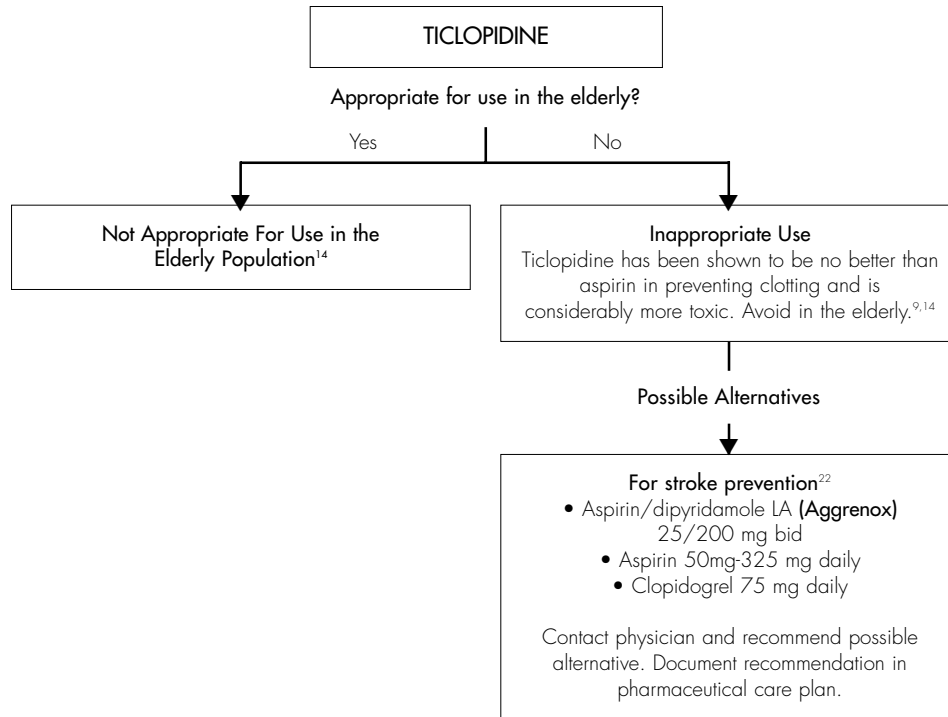 TICLOPIDINE
Appropriate for use in the elderly?
Yes
No
Not Appropriate For Use in the
Elderly Population¹⁴
Inappropriate Use
Ticlopidine has been shown to be no better than
aspirin in preventing clotting and is
considerably more toxic. Avoid in the elderly.⁹,¹⁴
Possible Alternatives
For stroke prevention²²
• Aspirin/dipyridamole LA (Aggrenox)
25/200 mg bid
• Aspirin 50mg-325 mg daily
• Clopidogrel 75 mg daily
Contact physician and recommend possible
alternative. Document recommendation in
pharmaceutical care plan.